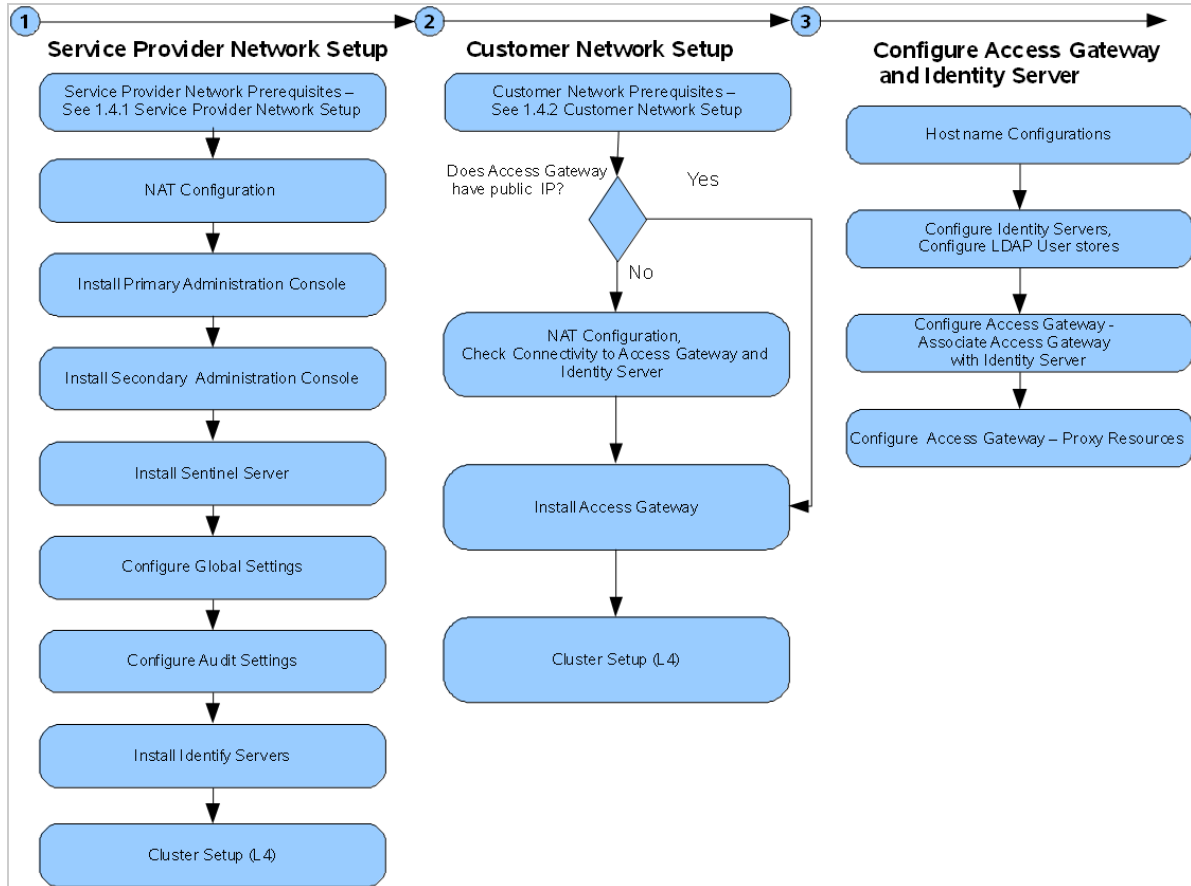 1
2
3
Service Provider Network Setup
Service Provider Network Prerequisites –
See 1.4.1 Service Provider Network Setup
NAT Configuration
Install Primary Administration Console
Install Secondary Administration Console
Install Sentinel Server
Configure Global Settings
Configure Audit Settings
Install Identify Servers
Cluster Setup (L4)
Customer Network Setup
Customer Network Prerequisites –
See 1.4.2 Customer Network Setup
Does Access Gateway
have public IP?
Yes
No
NAT Configuration,
Check Connectivity to Access Gateway and
Identity Server
Install Access Gateway
Cluster Setup (L4)
Configure Access Gateway
and Identity Server
Hostname Configurations
Configure Identity Servers,
Configure LDAP User stores
Configure Access Gateway -
Associate Access Gateway
with Identity Server
Configure Access Gateway – Proxy Resources